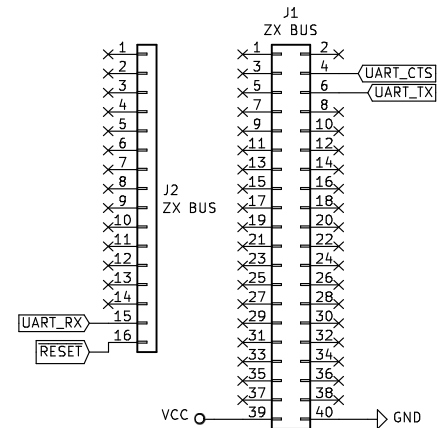 J1
ZX BUS
1 1 2
2 3 4 UART_CTS
3 5 6 UART_TX
4 7 8
5 9 10
6 11 12
7 13 14
8 15 16
J2
9 17 18
ZX BUS
10 19 20
11 21 22
12 23 24
13 25 26
14 27 28
UART_RX 15 29 30
RESET 16 31 32
33 34
35 36
37 38
VCC 39 40 GND